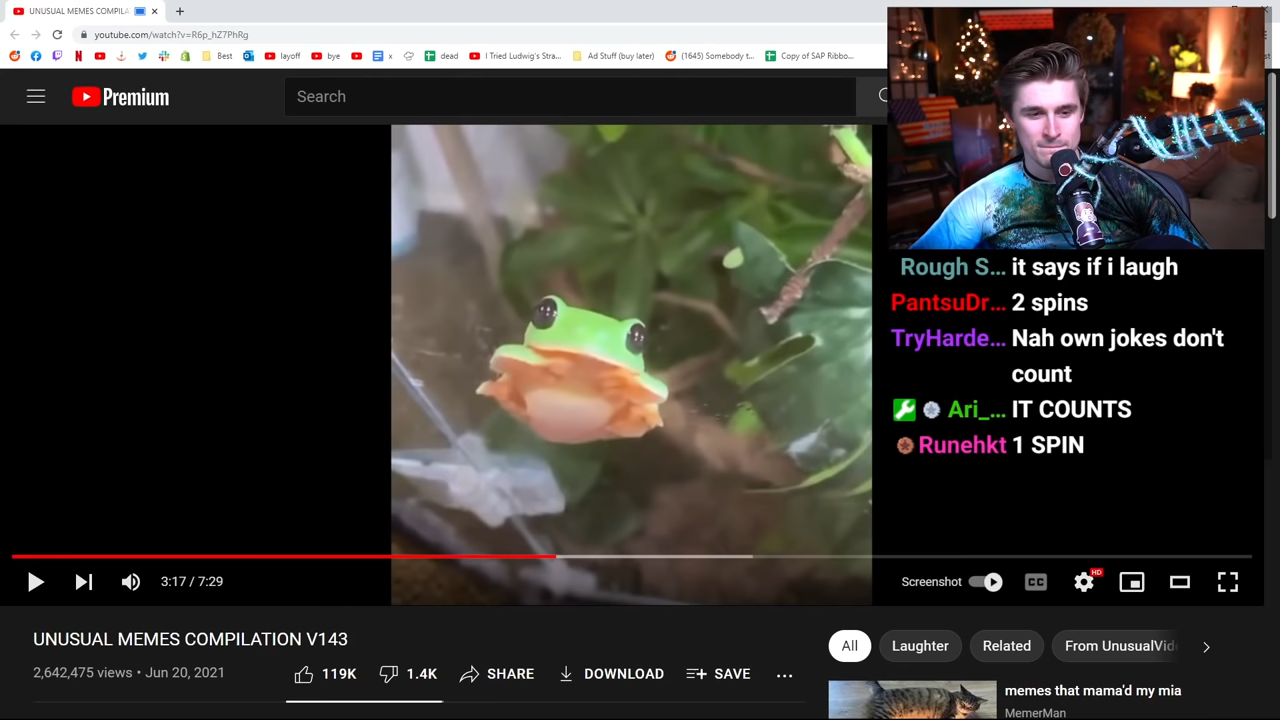 UNUSUAL MEMES COMPILA
youtube.com/watch?v=R6p_hZ7PhRg
Best layoff bye x dead I Tried Ludwig's Stra... Ad Stuff (buy later) (1645) Somebody t... Copy of SAP Ribbo...
Premium
Search
Rough S... it says if i laugh
PantsuDr... 2 spins
TryHarde... Nah own jokes don't
count
Ari_... IT COUNTS
Runehkt 1 SPIN
3:17 / 7:29
Screenshot
CC
HD
UNUSUAL MEMES COMPILATION V143
2,642,475 views • Jun 20, 2021
119K 1.4K SHARE DOWNLOAD SAVE ...
All Laughter Related From UnusualVid
memes that mama'd my mia
MemerMan